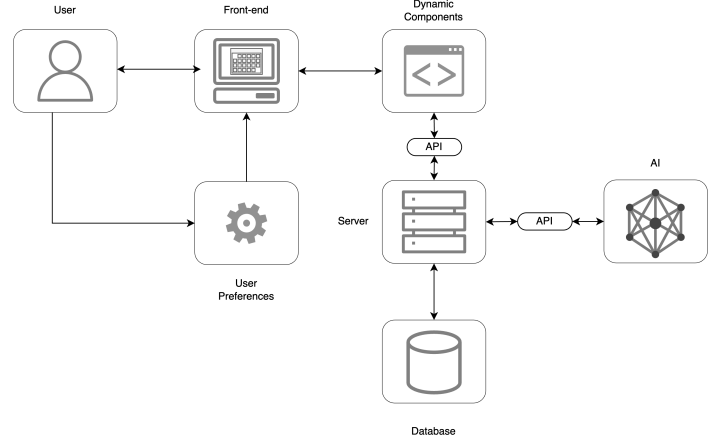 User
Front-end
Dynamic
Components
API
AI
Server
API
User
Preferences
Database